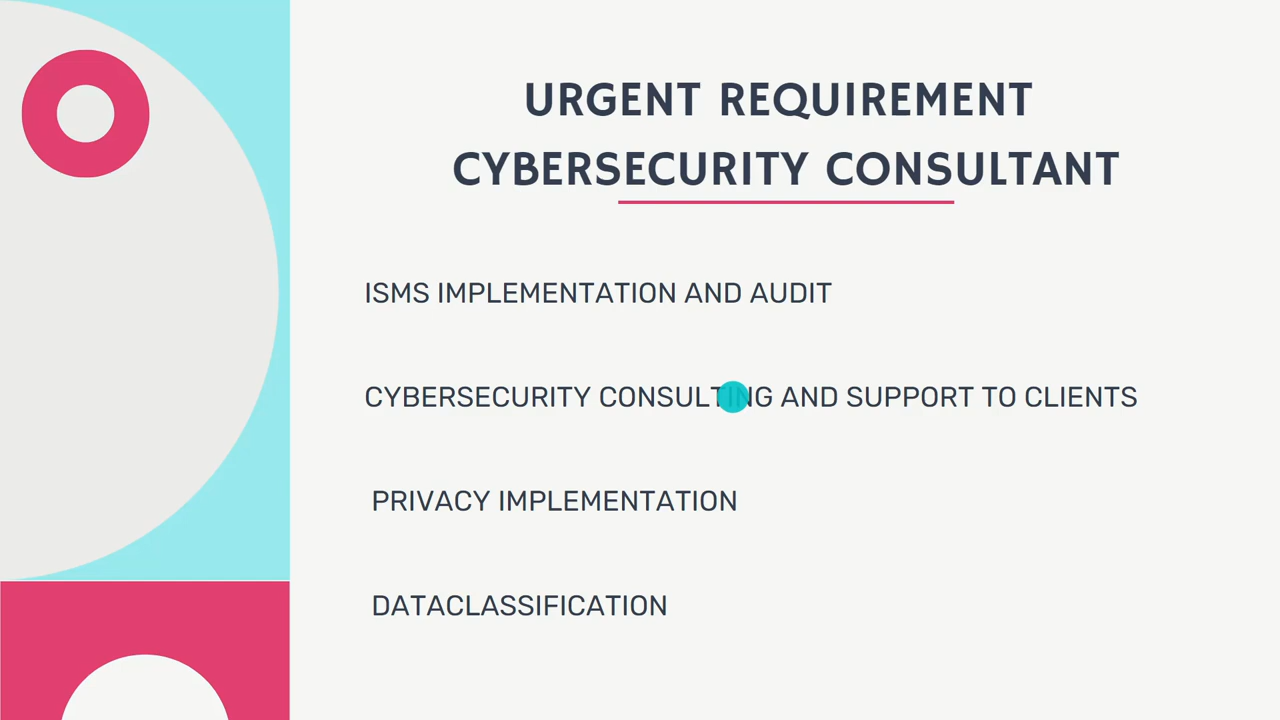 URGENT REQUIREMENT
CYBERSECURITY CONSULTANT
ISMS IMPLEMENTATION AND AUDIT
CYBERSECURITY CONSULTING AND SUPPORT TO CLIENTS
PRIVACY IMPLEMENTATION
DATACLASSIFICATION